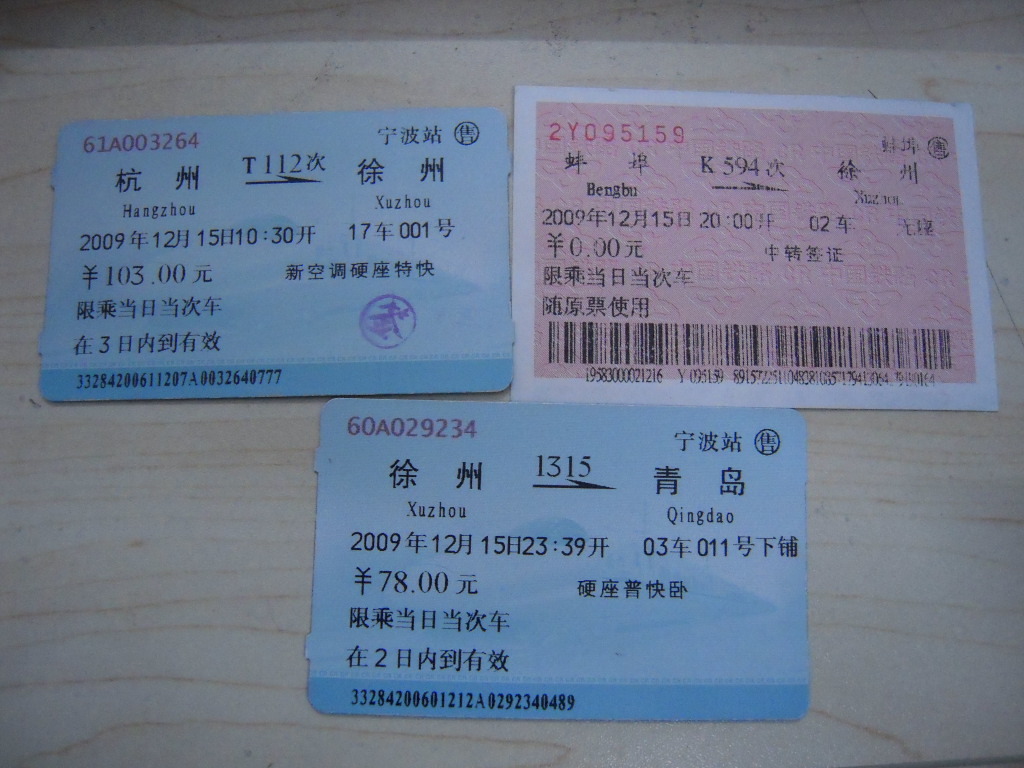 61A003264 宁波站 售
杭州 T112次 徐州
Hangzhou Xuzhou
2009年12月15日10:30开 17车001号
￥103.00元 新空调硬座特快
限乘当日当次车
在3日内到有效
33284200611207A0032640777
2Y095159 蚌埠 售
蚌埠 K594次 徐州
Bengbu Xuzhou
2009年12月15日20:00开 02车 无座
￥0.00元 中转签证
限乘当日当次车
随原票使用
19583000021216 Y095159
60A029234 宁波站 售
徐州 1315 青岛
Xuzhou Qingdao
2009年12月15日23:39开 03车011号下铺
￥78.00元 硬座普快卧
限乘当日当次车
在2日内到有效
33284200601212A0292340489